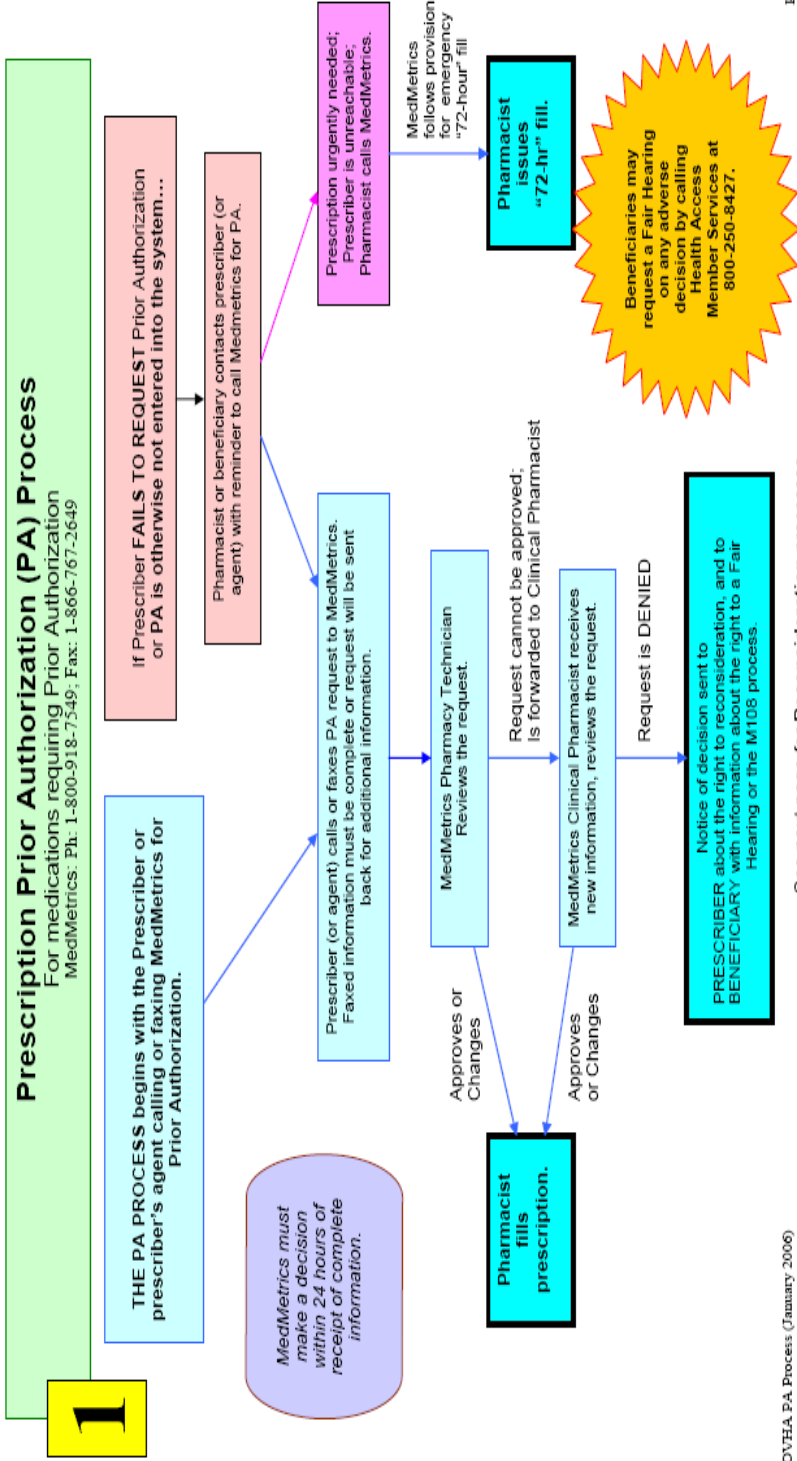 1
Prescription Prior Authorization (PA) Process
For medications requiring Prior Authorization
MedMetrics: Ph: 1-800-918-7549; Fax: 1-866-767-2649
THE PA PROCESS begins with the Prescriber or
prescriber's agent calling or faxing MedMetrics for
Prior Authorization.
If Prescriber FAILS TO REQUEST Prior Authorization
or PA is otherwise not entered into the system...
Pharmacist or beneficiary contacts prescriber (or
agent) with reminder to call Medmetrics for PA.
MedMetrics must
make a decision
within 24 hours of
receipt of complete
information.
Prescriber (or agent) calls or faxes PA request to MedMetrics.
Faxed information must be complete or request will be sent
back for additional information.
Prescription urgently needed;
Prescriber is unreachable;
Pharmacist calls MedMetrics.
MedMetrics
follows provision
for emergency
"72-hour" fill
MedMetrics Pharmacy Technician
Reviews the request.
Approves or
Changes
Request cannot be approved;
Is forwarded to Clinical Pharmacist
Pharmacist
fills
prescription.
Pharmacist
issues
"72-hr" fill.
MedMetrics Clinical Pharmacist receives
new information, reviews the request.
Approves
or Changes
Request is DENIED
Beneficiaries may
request a Fair Hearing
on any adverse
decision by calling
Health Access
Member Services at
800-250-8427.
Notice of decision sent to
PRESCRIBER about the right to reconsideration, and to
BENEFICIARY with information about the right to a Fair
Hearing or the M108 process.
OVHA PA Process (January 2006)